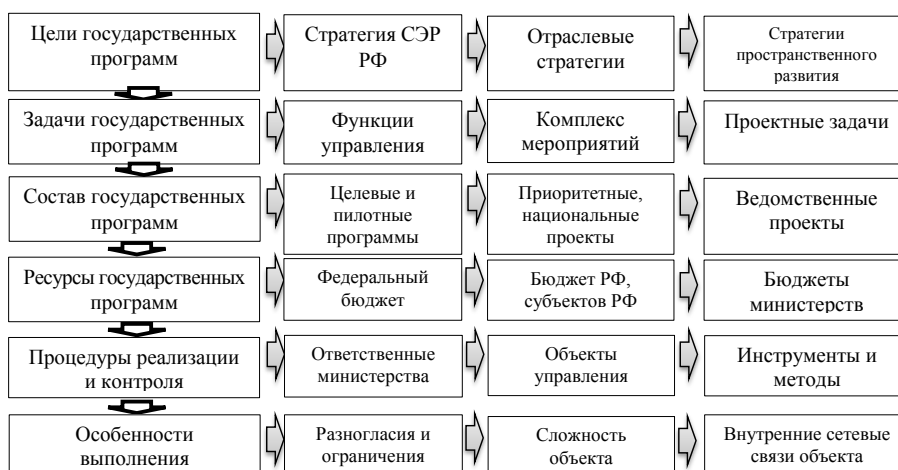 Цели государственных
программ
Стратегия СЭР
РФ
Отраслевые
стратегии
Стратегии
пространственного
развития
Задачи государственных
программ
Функции
управления
Комплекс
мероприятий
Проектные задачи
Состав государственных
программ
Целевые и
пилотные
программы
Приоритетные,
национальные
проекты
Ведомственные
проекты
Ресурсы государственных
программ
Федеральный
бюджет
Бюджет РФ,
субъектов РФ
Бюджеты
министерств
Процедуры реализации
и контроля
Ответственные
министерства
Объекты
управления
Инструменты и
методы
Особенности
выполнения
Разногласия и
ограничения
Сложность
объекта
Внутренние сетевые
связи объекта